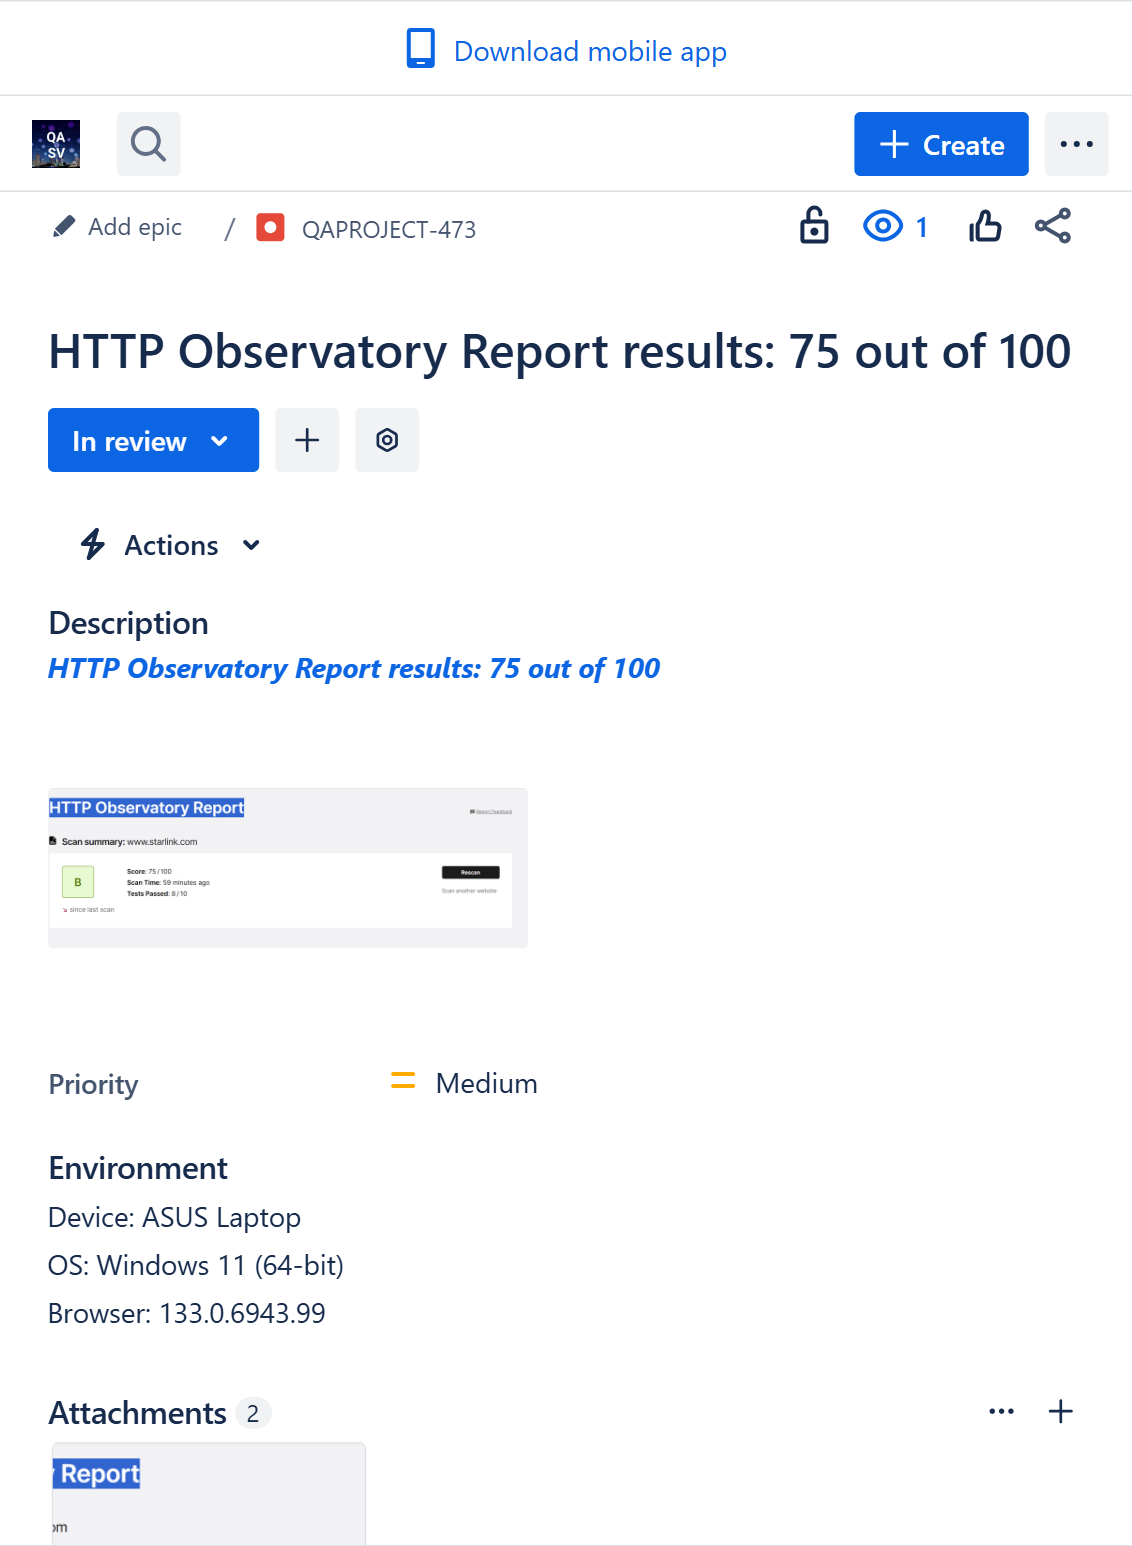 Download mobile app
QA
SV
Create
Add epic / QAPROJECT-473
1
HTTP Observatory Report results: 75 out of 100
In review
Actions
Description
HTTP Observatory Report results: 75 out of 100
HTTP Observatory Report
Report Feedback
Scan summary: www.starlink.com
B
Score: 75/100
Scan Time: 59 minutes ago
Tests Passed: 8/10
since last scan
Rescan
Scan another website
Priority
Medium
Environment
Device: ASUS Laptop
OS: Windows 11 (64-bit)
Browser: 133.0.6943.99
Attachments 2
Report
om